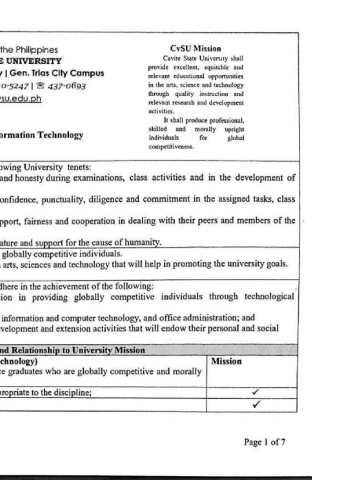 the Philippines
E UNIVERSITY
y | Gen. Trias City Campus
0-5247 | ☏ 437-0693
su.edu.ph
ormation Technology
CvSU Mission
Cavite State University shall
provide excellent, equitable and
relevant educational opportunities
in the arts, science and technology
through quality instruction and
relevant research and development
activities.
It shall produce professional,
skilled and morally upright
individuals for global
competitiveness.
owing University tenets:
and honesty during examinations, class activities and in the development of
onfidence, punctuality, diligence and commitment in the assigned tasks, class
pport, fairness and cooperation in dealing with their peers and members of the
ature and support for the cause of humanity.
globally competitive individuals.
arts, sciences and technology that will help in promoting the university goals.
dhere in the achievement of the following:
ion in providing globally competitive individuals through technological
information and computer technology, and office administration; and
velopment and extension activities that will endow their personal and social
nd Relationship to University Mission
chnology) Mission
e graduates who are globally competitive and morally
ropriate to the discipline; ✓
✓
Page 1 of 7